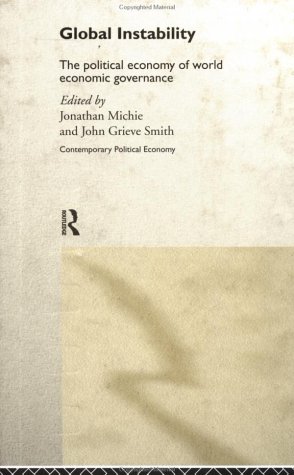 Global Instability
The political economy of world
economic governance
Edited by
Jonathan Michie
and John Grieve Smith
Contemporary Political Economy
ROUTLEDGE